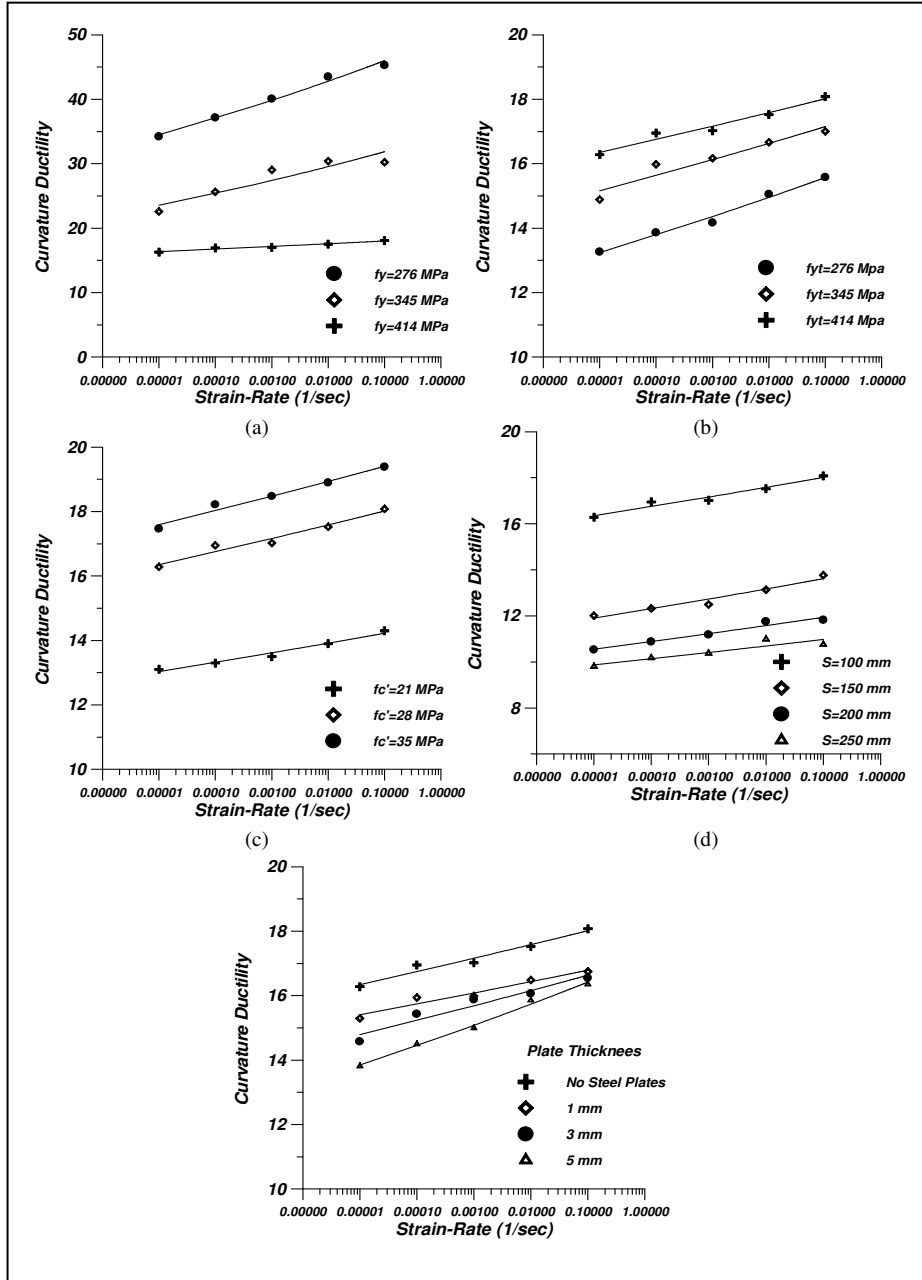 50
40
30
20
10
0
Curvature Ductility
fy=276 MPa
fy=345 MPa
fy=414 MPa
0.00000 0.00001 0.00010 0.00100 0.01000 0.10000 1.00000
Strain-Rate (1/sec)
(a)
20
18
16
14
12
10
Curvature Ductility
fyt=276 Mpa
fyt=345 Mpa
fyt=414 Mpa
0.00000 0.00001 0.00010 0.00100 0.01000 0.10000 1.00000
Strain-Rate (1/sec)
(b)
20
18
16
14
12
10
Curvature Ductility
fc'=21 MPa
fc'=28 MPa
fc'=35 MPa
0.00000 0.00001 0.00010 0.00100 0.01000 0.10000 1.00000
Strain-Rate (1/sec)
(c)
20
16
12
8
Curvature Ductility
S=100 mm
S=150 mm
S=200 mm
S=250 mm
0.00000 0.00001 0.00010 0.00100 0.01000 0.10000 1.00000
Strain-Rate (1/sec)
(d)
20
18
16
14
12
10
Curvature Ductility
Plate Thicknees
No Steel Plates
1 mm
3 mm
5 mm
0.00000 0.00001 0.00010 0.00100 0.01000 0.10000 1.00000
Strain-Rate (1/sec)